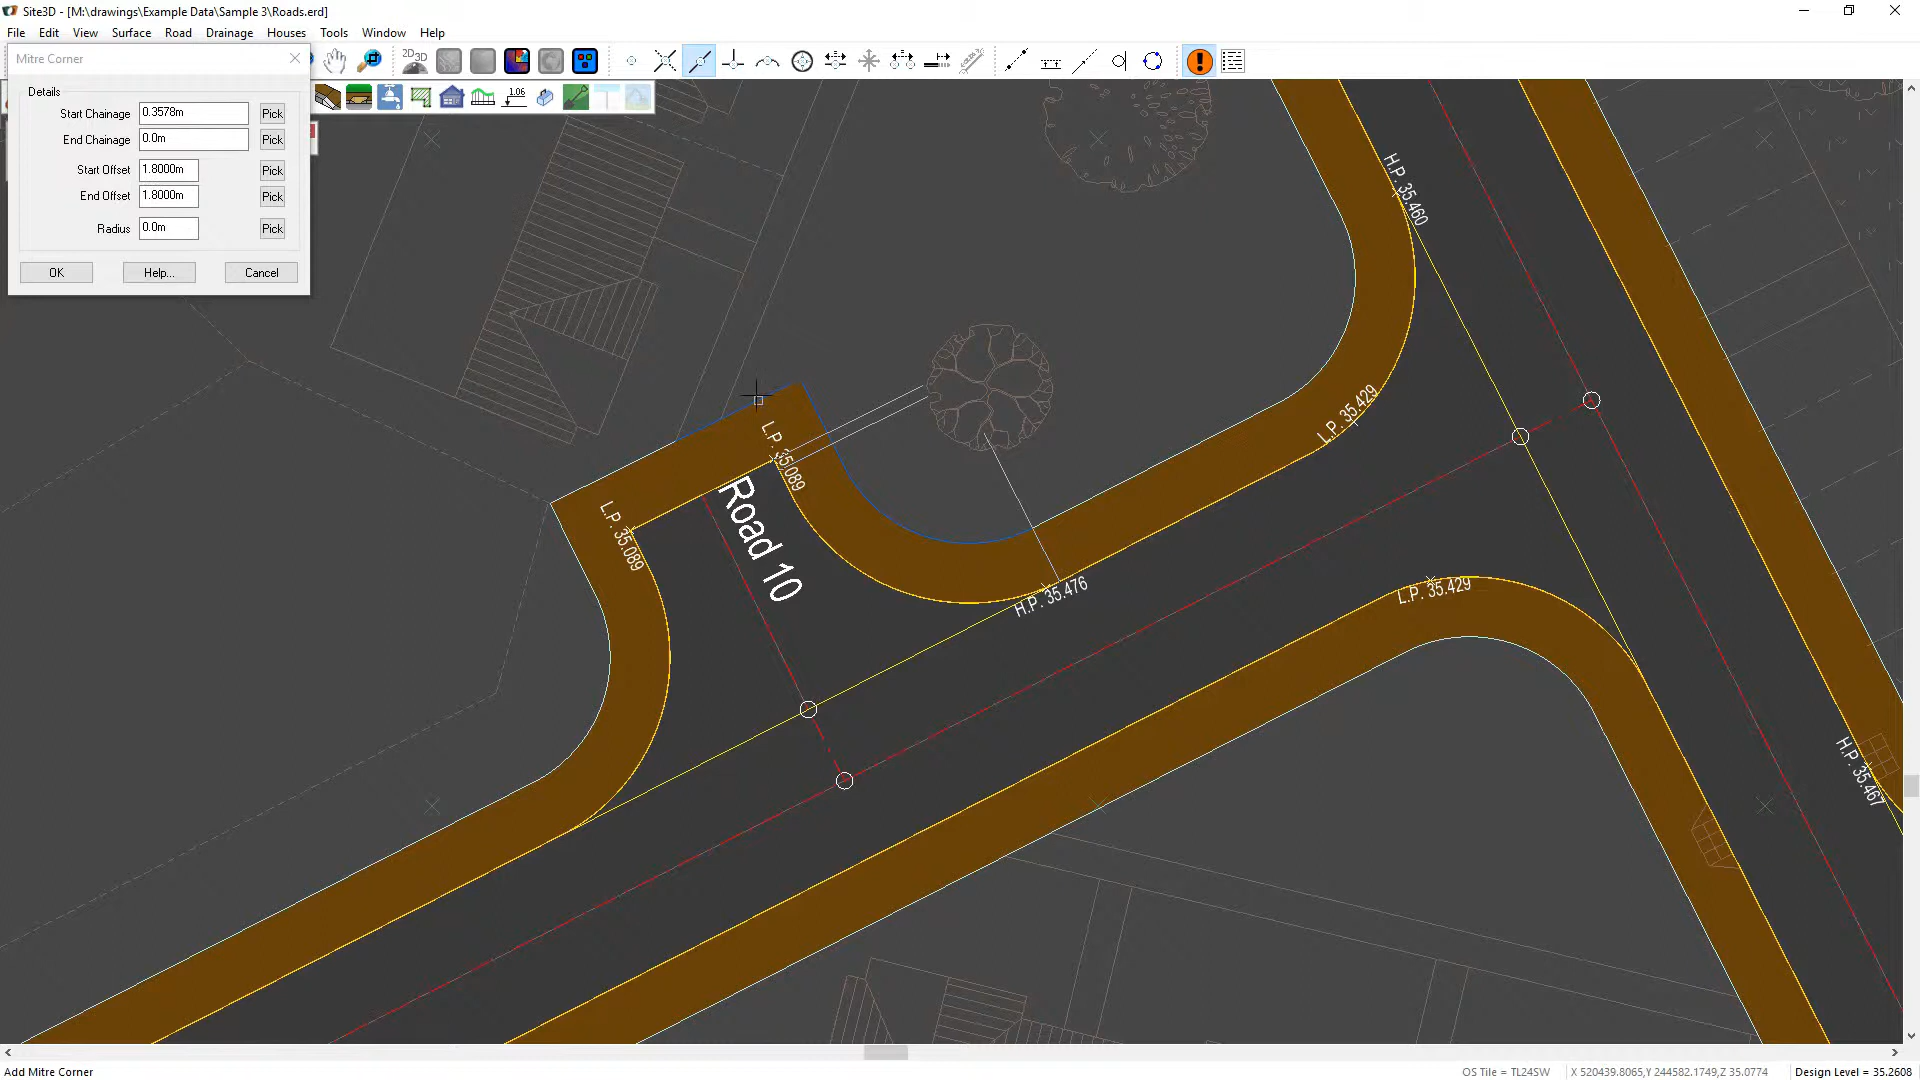 Site3D - [M:\drawings\Example Data\Sample 3\Roads.erd]
File Edit View Surface Road Drainage Houses Tools Window Help
Mitre Corner
2D3D
1.06
Details
Start Chainage 0.3578m Pick
End Chainage 0.0m Pick
Start Offset 1.8000m Pick
End Offset 1.8000m Pick
Radius 0.0m Pick
OK Help... Cancel
H.P. 35.460
L.P. 35.429
L.P. 35.089
L.P. 35.089
Road 10
H.P. 35.476
L.P. 35.429
H.P. 35.467
Add Mitre Corner
OS Tile = TL24SW X 520439.8065,Y 244582.1749,Z 35.0774 Design Level = 35.2608